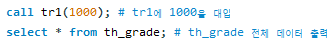 call tr1(1000); # tr1에 1000을 대입
select * from th_grade; # th_grade 전체 데이터 출력